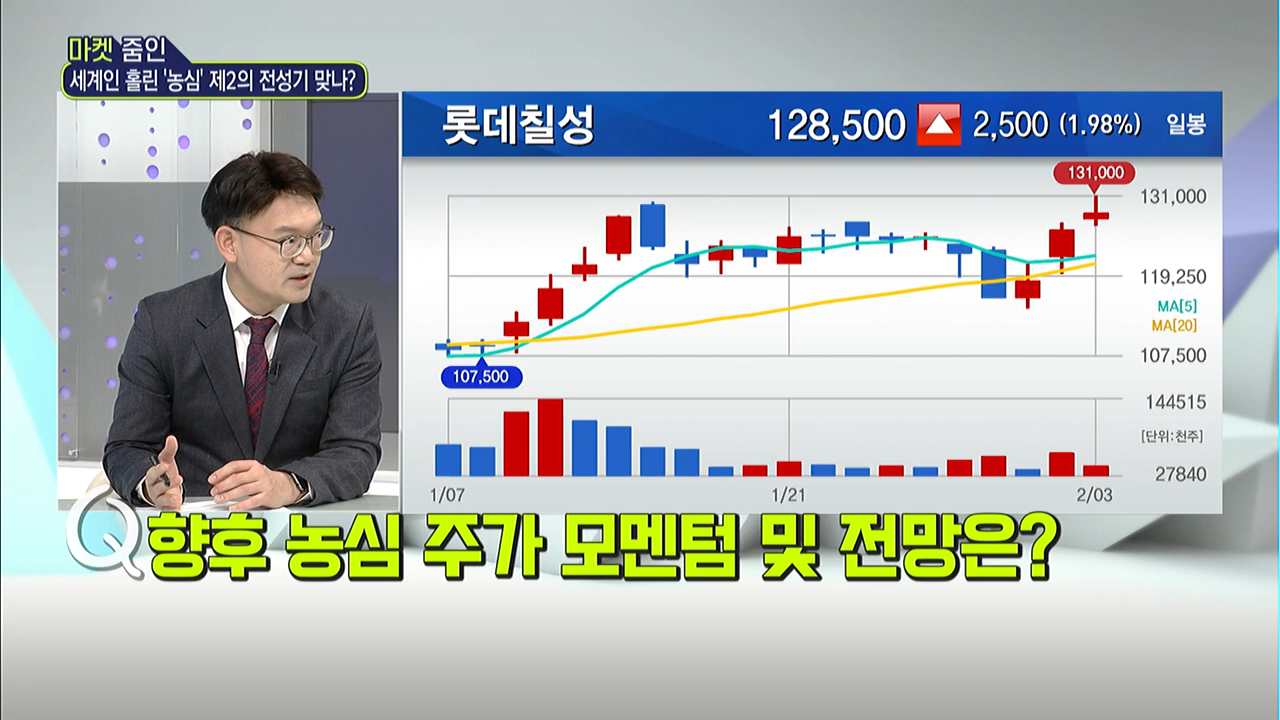 마켓 줌인
세계인 홀린 '농심' 제2의 전성기 맞나?
롯데칠성 128,500 ▲ 2,500 (1.98%) 일봉
131,000
131,000
119,250
MA[5]
MA[20]
107,500
107,500
144515
[단위:천주]
27840
1/07 1/21 2/03
Q 향후 농심 주가 모멘텀 및 전망은?